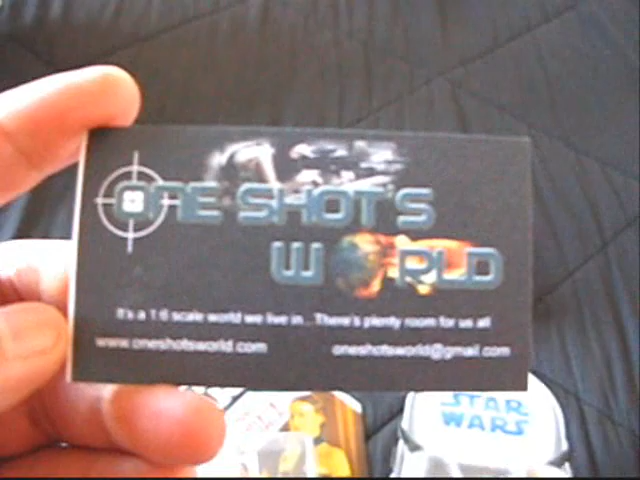 ONE SHOT'S
WORLD
It's a 1:6 scale world we live in...There's plenty room for us all
www.oneshotsworld.com oneshotsworld@gmail.com
STAR
WARS